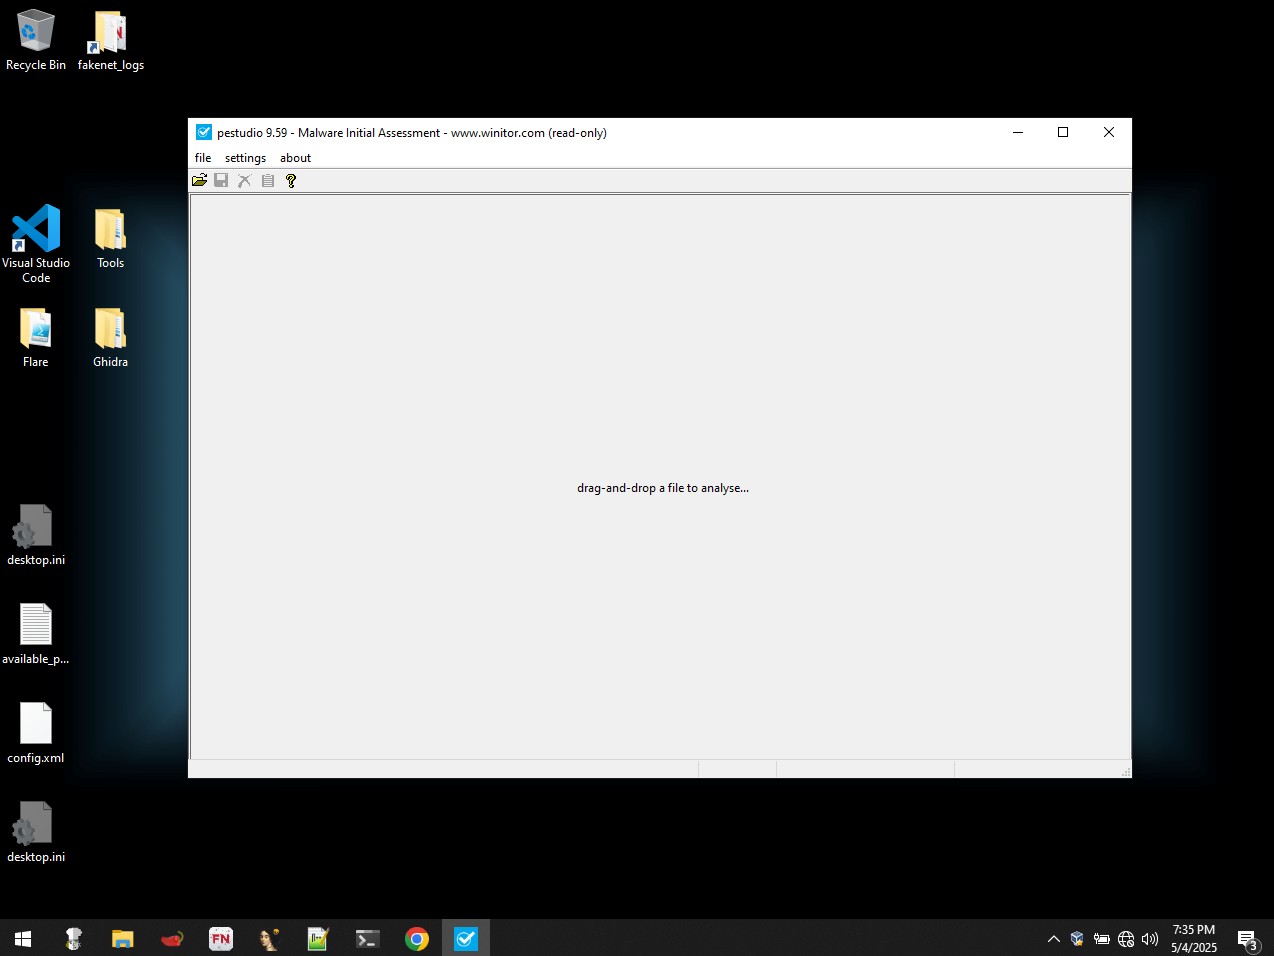 Recycle Bin
fakenet_logs
pestudio 9.59 - Malware Initial Assessment - www.winitor.com (read-only)
file settings about
Visual Studio
Code
Tools
Flare
Ghidra
drag-and-drop a file to analyse...
desktop.ini
available_p...
config.xml
desktop.ini
FN
7:35 PM
5/4/2025
3